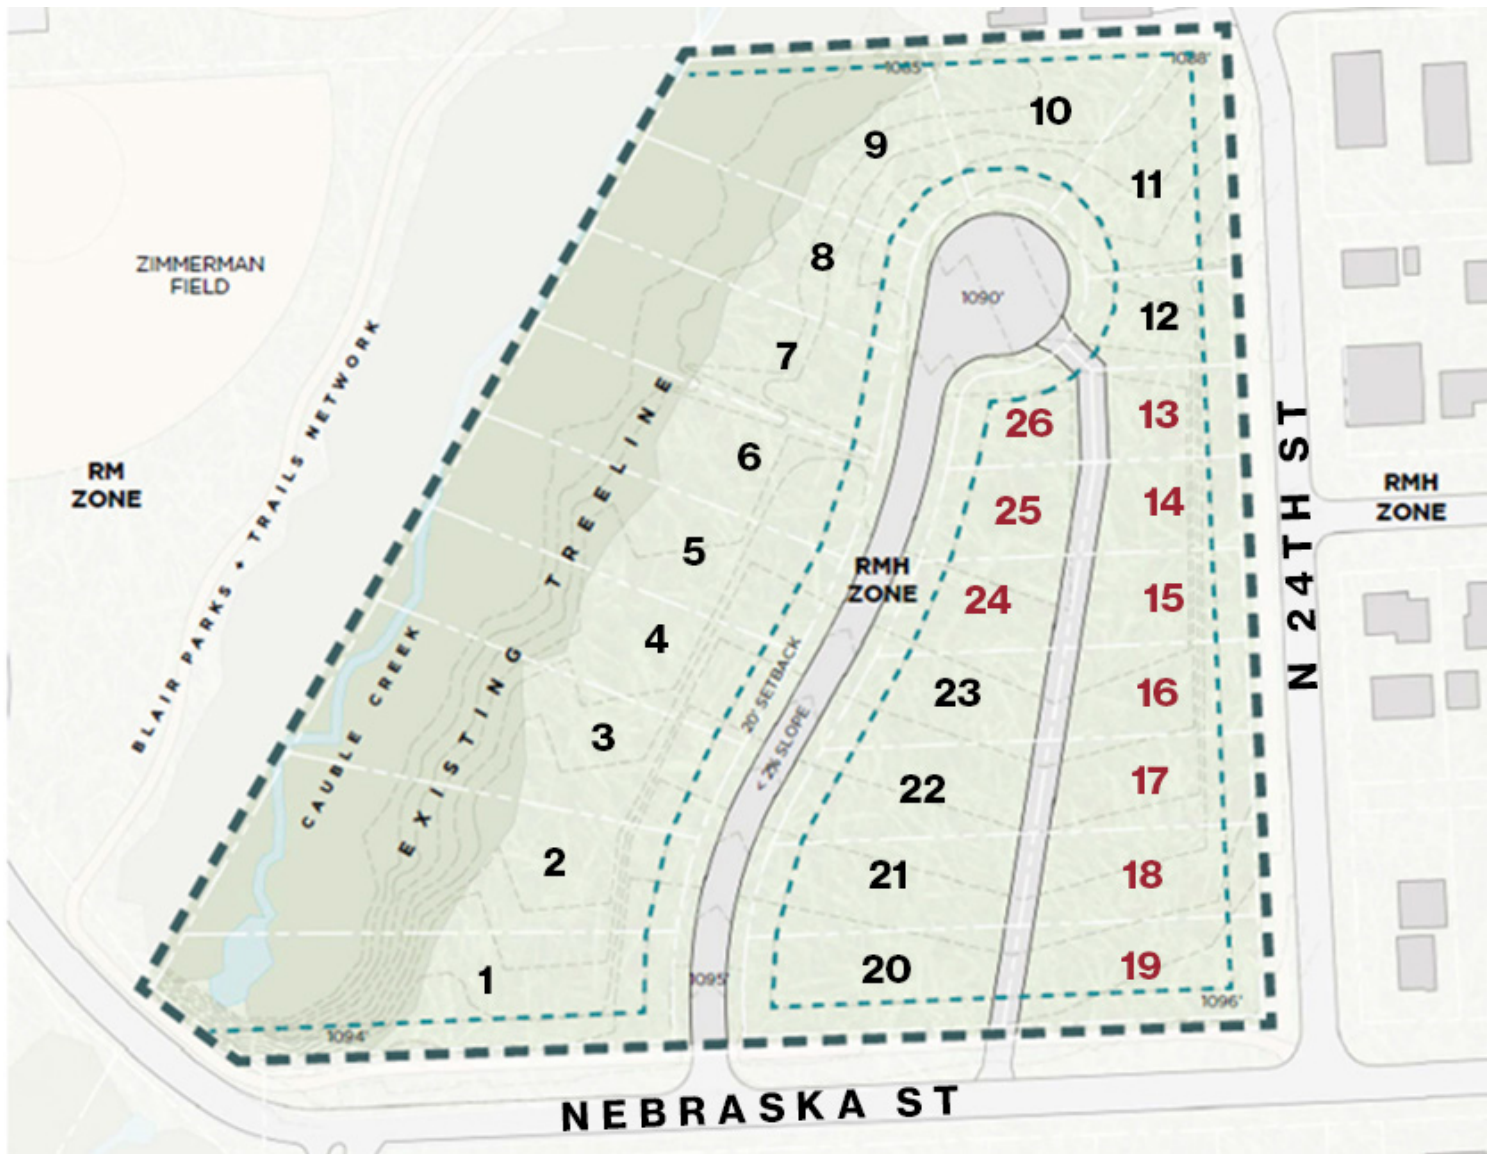 1085'
1088'
10
9
11
ZIMMERMAN
FIELD
8
1090'
12
7
26
13
6
RM
ZONE
25
14
RMH
ZONE
5
RMH
ZONE
24
15
N 24TH ST
BLAIR PARKS + TRAILS NETWORK
EXISTING TREELINE
CAUBLE CREEK
4
20' SETBACK
23
16
3
< 2% SLOPE
22
17
2
21
18
1
1095'
20
19
1096'
1094'
NEBRASKA ST